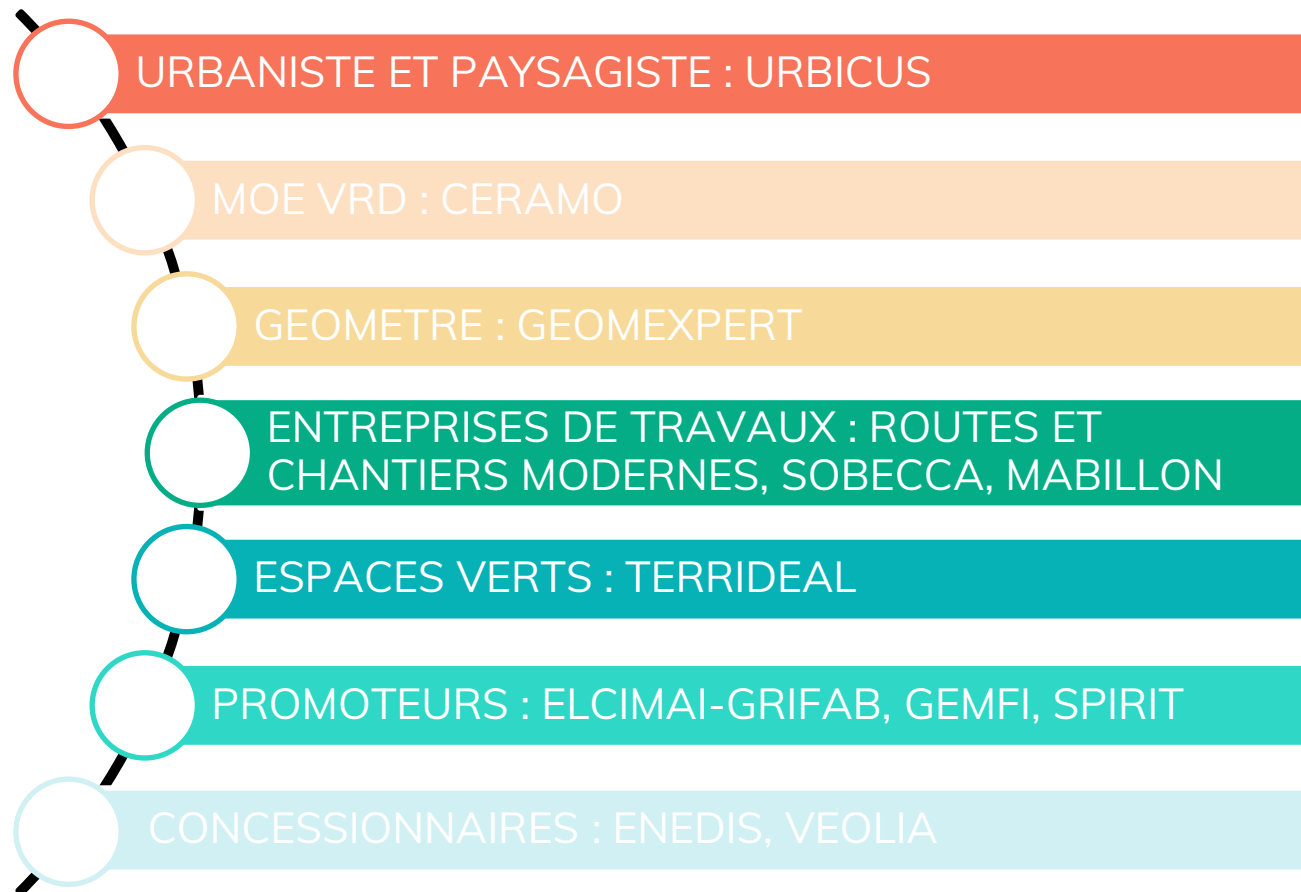 URBANISTE ET PAYSAGISTE : URBICUS
MOE VRD : CERAMO
GEOMETRE : GEOMEXPERT
ENTREPRISES DE TRAVAUX : ROUTES ET
CHANTIERS MODERNES, SOBECCA, MABILLON
ESPACES VERTS : TERRIDEAL
PROMOTEURS : ELCIMAI-GRIFAB, GEMFI, SPIRIT
CONCESSIONNAIRES : ENEDIS, VEOLIA